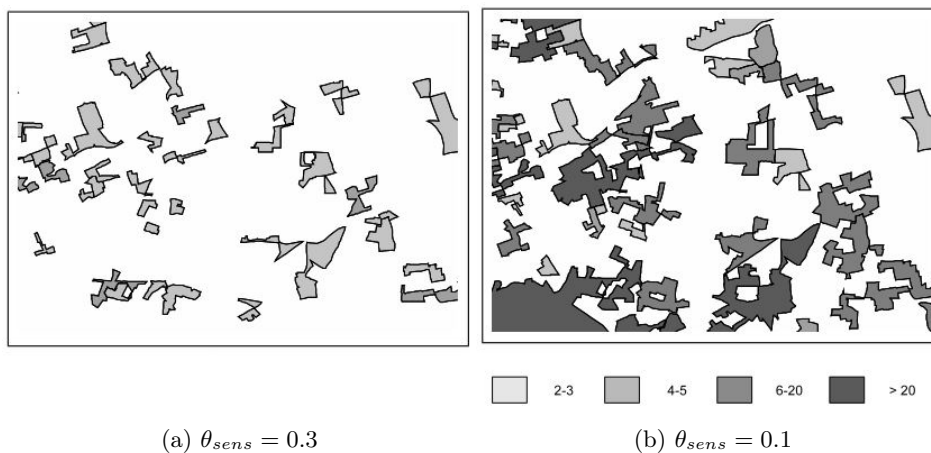 2-3 4-5 6-20 > 20
(a) θsens = 0.3 (b) θsens = 0.1